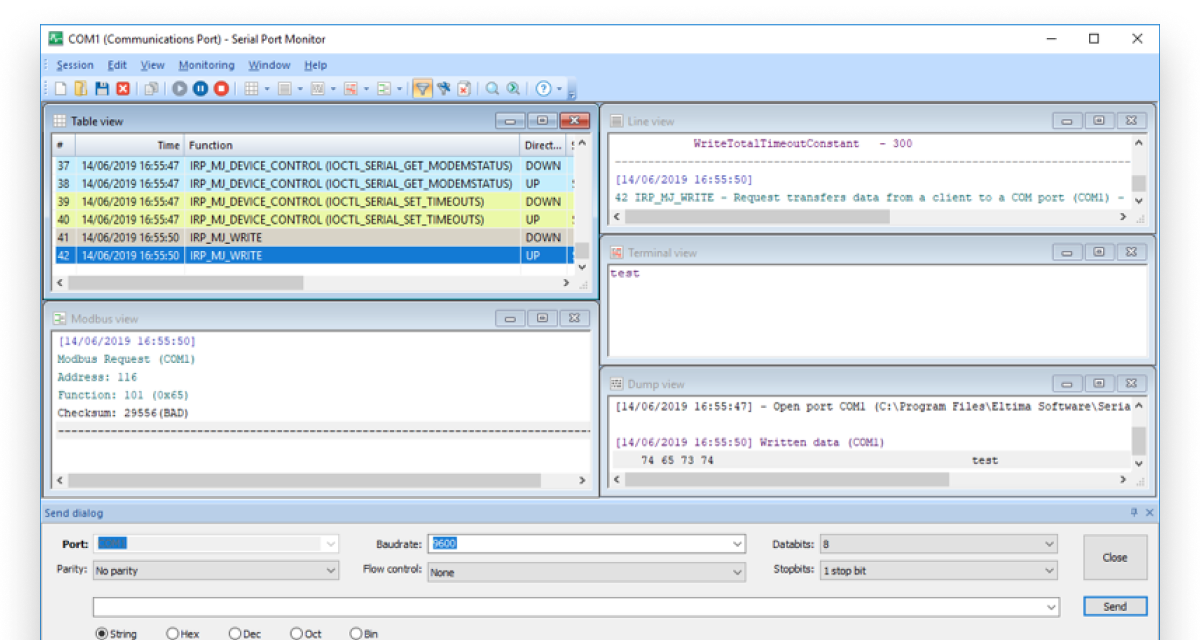 COM1 (Communications Port) - Serial Port Monitor
Session Edit View Monitoring Window Help
Table view
# Time Function Direct...
37 14/06/2019 16:55:47 IRP_MJ_DEVICE_CONTROL (IOCTL_SERIAL_GET_MODEMSTATUS) DOWN
38 14/06/2019 16:55:47 IRP_MJ_DEVICE_CONTROL (IOCTL_SERIAL_GET_MODEMSTATUS) UP
39 14/06/2019 16:55:47 IRP_MJ_DEVICE_CONTROL (IOCTL_SERIAL_SET_TIMEOUTS) DOWN
40 14/06/2019 16:55:47 IRP_MJ_DEVICE_CONTROL (IOCTL_SERIAL_SET_TIMEOUTS) UP
41 14/06/2019 16:55:50 IRP_MJ_WRITE DOWN
42 14/06/2019 16:55:50 IRP_MJ_WRITE UP
Line view
WriteTotalTimeoutConstant - 300
[14/06/2019 16:55:50]
42 IRP_MJ_WRITE - Request transfers data from a client to a COM port (COM1) -
Terminal view
test
Modbus view
[14/06/2019 16:55:50]
Modbus Request (COM1)
Address: 116
Function: 101 (0x65)
Checksum: 29556(BAD)
Dump view
[14/06/2019 16:55:47] - Open port COM1 (C:\Program Files\Eltima Software\Seria
[14/06/2019 16:55:50] Written data (COM1)
74 65 73 74 test
Send dialog
Port: Baudrate: 9600 Databits: 8 Close
Parity: No parity Flow control: None Stopbits: 1 stop bit
Send
String Hex Dec Oct Bin